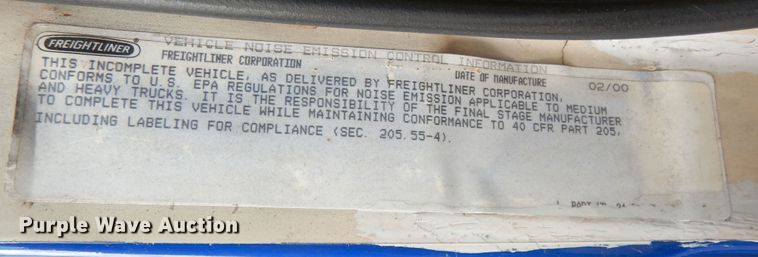 FREIGHTLINER
VEHICLE NOISE EMISSION CONTROL INFORMATION
FREIGHTLINER CORPORATION
DATE OF MANUFACTURE 02/00
THIS INCOMPLETE VEHICLE, AS DELIVERED BY FREIGHTLINER CORPORATION,
CONFORMS TO U.S. EPA REGULATIONS FOR NOISE EMISSION APPLICABLE TO MEDIUM
AND HEAVY TRUCKS. IT IS THE RESPONSIBILITY OF THE FINAL STAGE MANUFACTURER
TO COMPLETE THIS VEHICLE WHILE MAINTAINING CONFORMANCE TO 40 CFR PART 205,
INCLUDING LABELING FOR COMPLIANCE (SEC. 205.55-4).
Purple Wave Auction